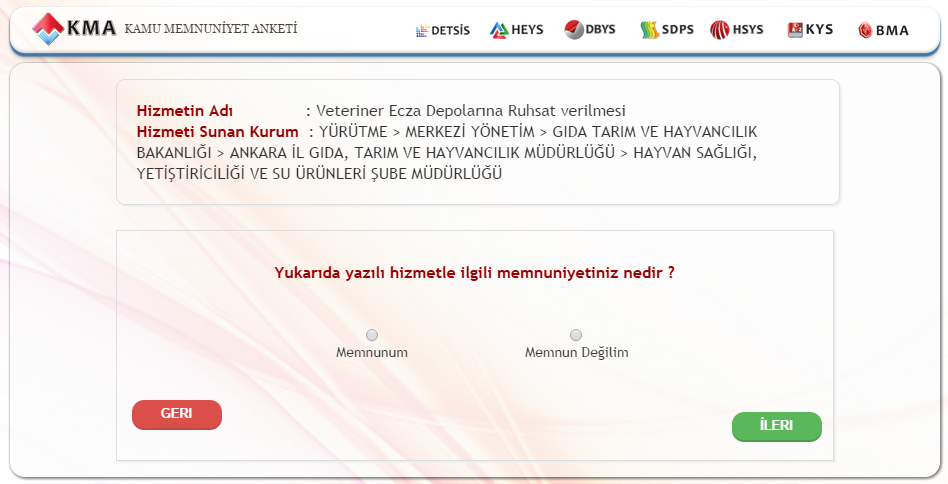 KMA KAMU MEMNUNİYET ANKETİ DETSİS HEYS DBYS SDPS HSYS KYS BMA
Hizmetin Adı : Veteriner Ecza Depolarına Ruhsat verilmesi
Hizmeti Sunan Kurum : YÜRÜTME > MERKEZİ YÖNETİM > GIDA TARIM VE HAYVANCILIK
BAKANLIĞI > ANKARA İL GIDA, TARIM VE HAYVANCILIK MÜDÜRLÜĞÜ > HAYVAN SAĞLIĞI,
YETİŞTİRİCİLİĞİ VE SU ÜRÜNLERİ ŞUBE MÜDÜRLÜĞÜ
Yukarıda yazılı hizmetle ilgili memnuniyetiniz nedir ?
Memnunum Memnun Değilim
GERI
İLERI